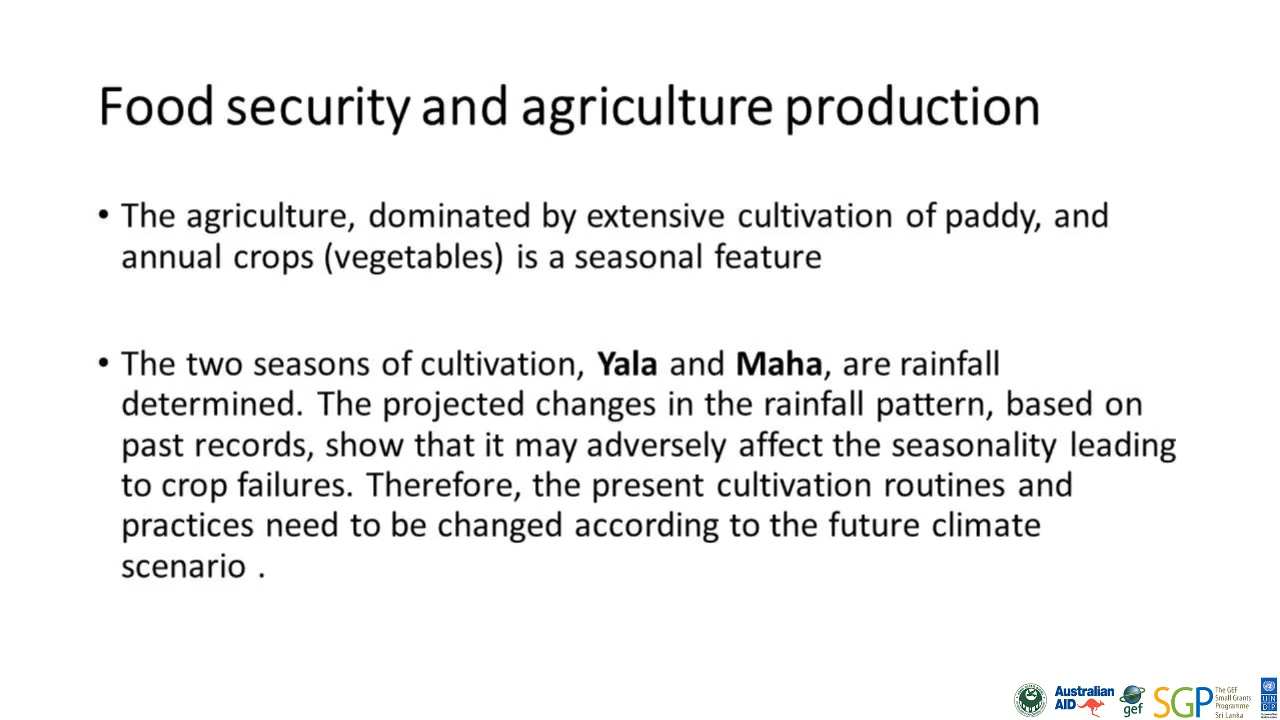 Food security and agriculture production
• The agriculture, dominated by extensive cultivation of paddy, and
annual crops (vegetables) is a seasonal feature
• The two seasons of cultivation, Yala and Maha, are rainfall
determined. The projected changes in the rainfall pattern, based on
past records, show that it may adversely affect the seasonality leading
to crop failures. Therefore, the present cultivation routines and
practices need to be changed according to the future climate
scenario .
Australian
AID
gef
SGP
The GEF
Small Grants
Programme
Sri Lanka
U N
D P